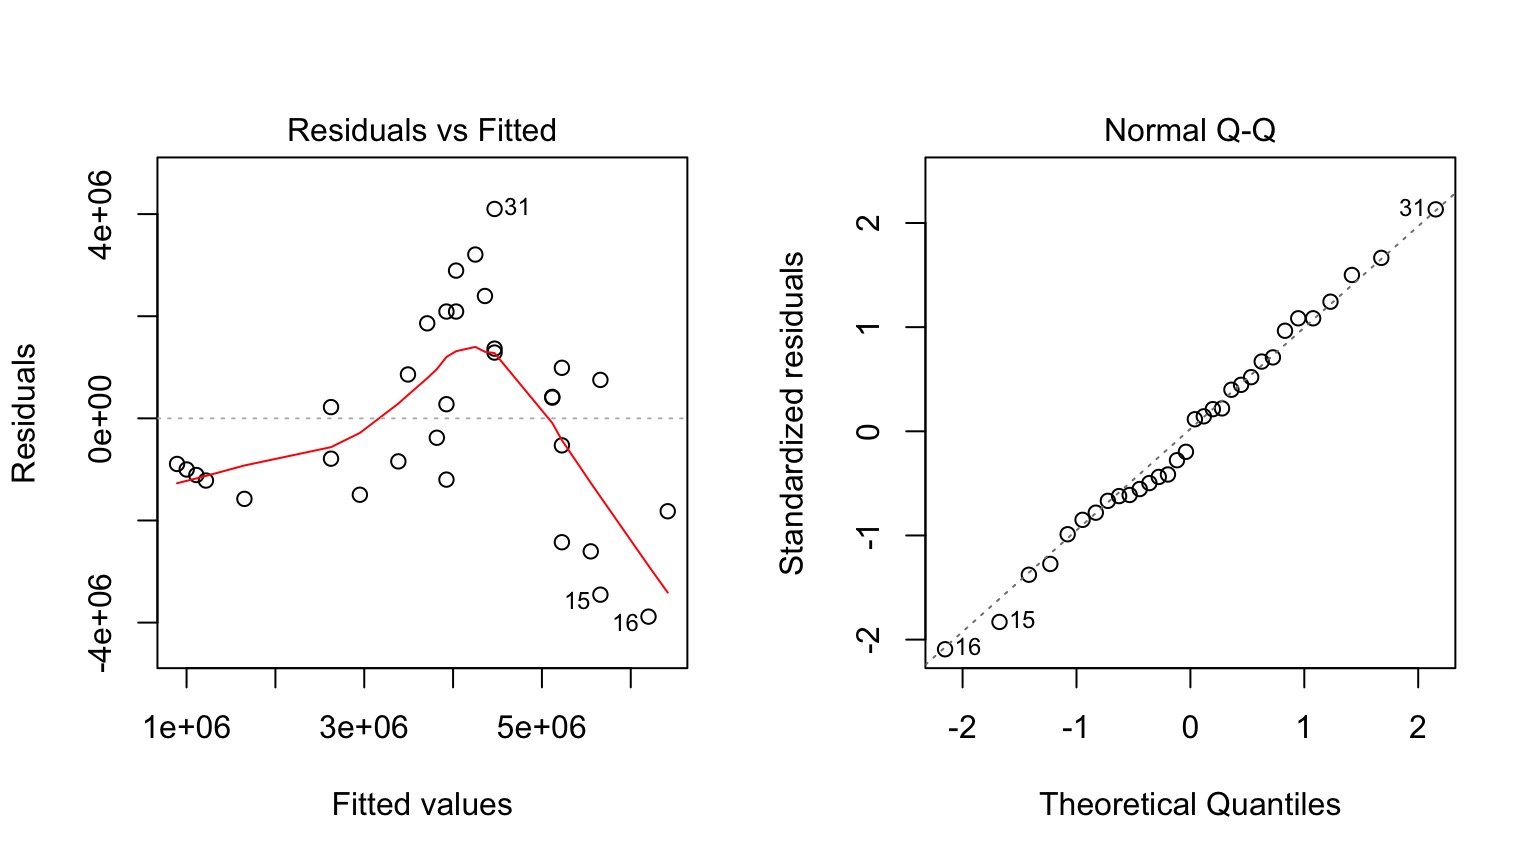 Residuals vs Fitted
Residuals
4e+06
0e+00
-4e+06
31
15
16
1e+06 3e+06 5e+06
Fitted values
Normal Q-Q
Standardized residuals
2
1
0
-1
-2
31
15
16
-2 -1 0 1 2
Theoretical Quantiles